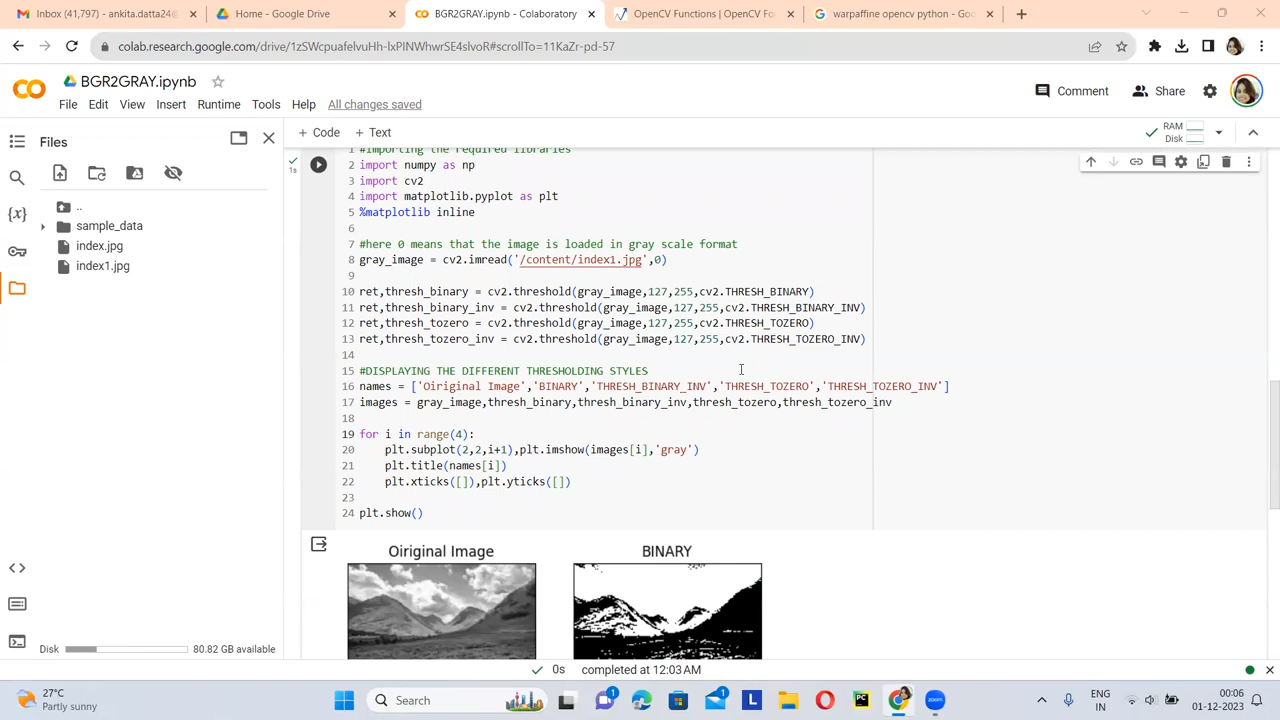 Inbox (41,797) - ankita.datta24@
Home - Google Drive
BGR2GRAY.ipynb - Colaboratory
OpenCV Functions | OpenCV Fo
warpaffine opencv python - Goo
colab.research.google.com/drive/1zSWcpuafelvuHh-lxPINWhwrSE4slvoR#scrollTo=11KaZr-pd-57
CO
BGR2GRAY.ipynb
Comment
Share
File Edit View Insert Runtime Tools Help All changes saved
Files
+ Code + Text
RAM
Disk
..
sample_data
index.jpg
index1.jpg
1s
1 #importing the required libraries
2 import numpy as np
3 import cv2
4 import matplotlib.pyplot as plt
5 %matplotlib inline
6
7 #here 0 means that the image is loaded in gray scale format
8 gray_image = cv2.imread('/content/index1.jpg',0)
9
10 ret,thresh_binary = cv2.threshold(gray_image,127,255,cv2.THRESH_BINARY)
11 ret,thresh_binary_inv = cv2.threshold(gray_image,127,255,cv2.THRESH_BINARY_INV)
12 ret,thresh_tozero = cv2.threshold(gray_image,127,255,cv2.THRESH_TOZERO)
13 ret,thresh_tozero_inv = cv2.threshold(gray_image,127,255,cv2.THRESH_TOZERO_INV)
14
15 #DISPLAYING THE DIFFERENT THRESHOLDING STYLES
16 names = ['Oiriginal Image','BINARY','THRESH_BINARY_INV','THRESH_TOZERO','THRESH_TOZERO_INV']
17 images = gray_image,thresh_binary,thresh_binary_inv,thresh_tozero,thresh_tozero_inv
18
19 for i in range(4):
20 plt.subplot(2,2,i+1),plt.imshow(images[i],'gray')
21 plt.title(names[i])
22 plt.xticks([]),plt.yticks([])
23
24 plt.show()
Oiriginal Image
BINARY
Disk
80.82 GB available
0s completed at 12:03 AM
27°C
Partly sunny
Search
1
1
L
PC
ENG
IN
00:06
01-12-2023